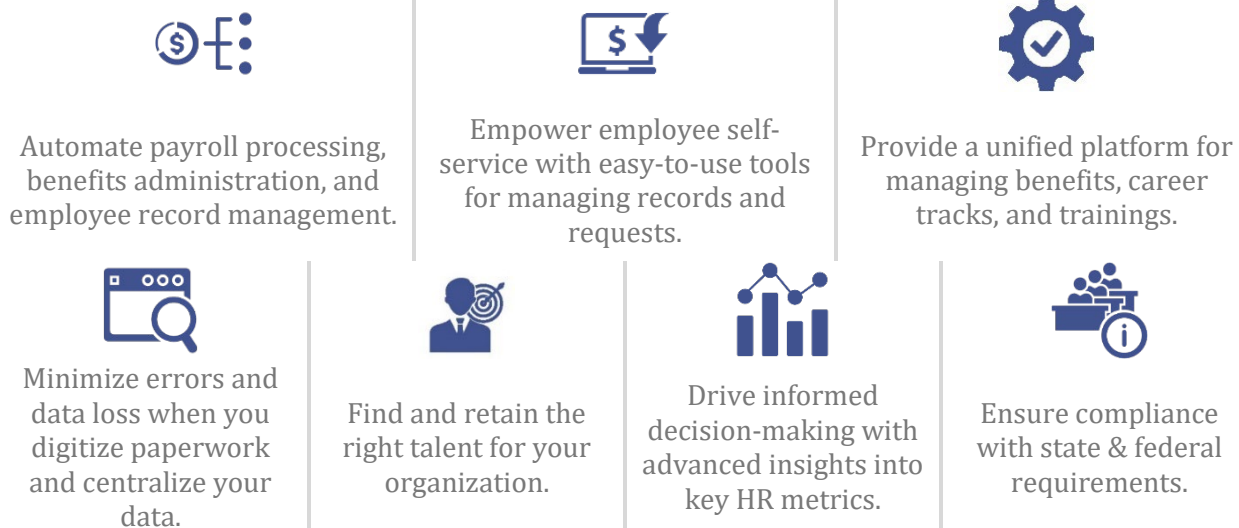 Automate payroll processing,
benefits administration, and
employee record management.
Empower employee self-
service with easy-to-use tools
for managing records and
requests.
Provide a unified platform for
managing benefits, career
tracks, and trainings.
Minimize errors and
data loss when you
digitize paperwork
and centralize your
data.
Find and retain the
right talent for your
organization.
Drive informed
decision-making with
advanced insights into
key HR metrics.
Ensure compliance
with state & federal
requirements.